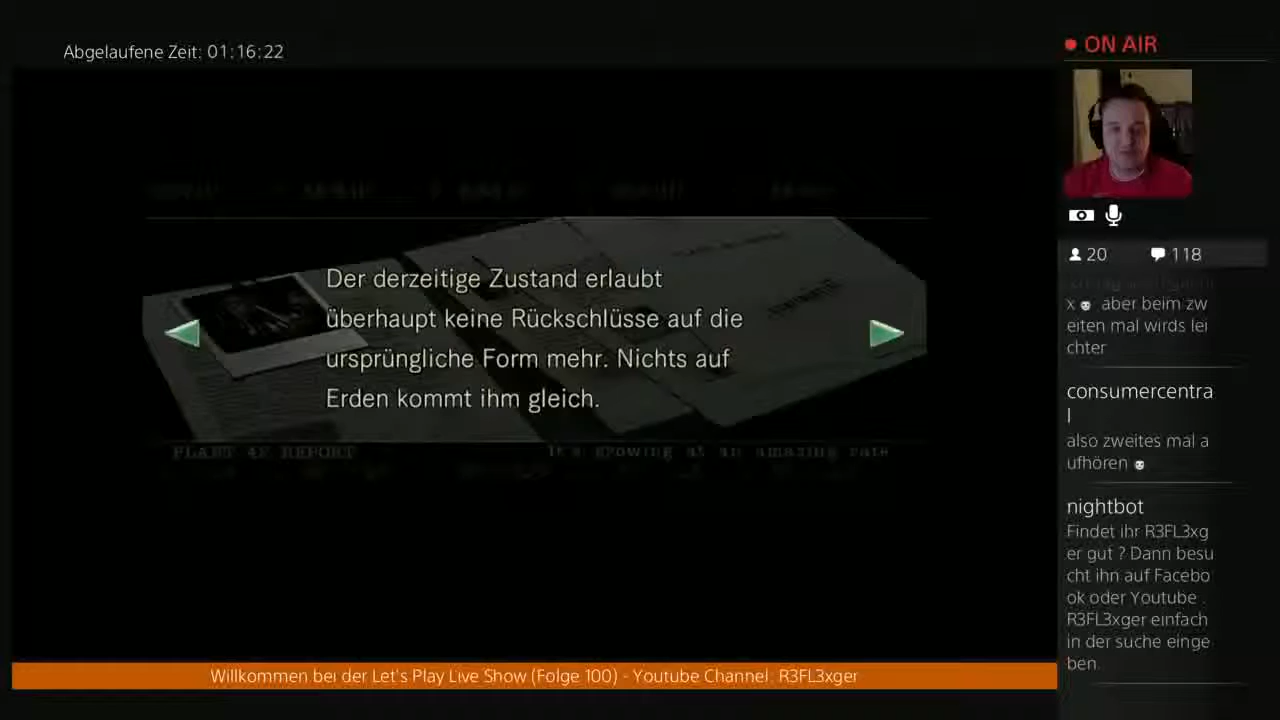 Abgelaufene Zeit: 01:16:22
ON AIR
20 118
Der derzeitige Zustand erlaubt
überhaupt keine Rückschlüsse auf die
ursprüngliche Form mehr. Nichts auf
Erden kommt ihm gleich.
PLANT 42 REPORT
It's growing at an amazing rate
x aber beim zw
eiten mal wirds lei
chter
consumercentra
l
also zweites mal a
ufhören
nightbot
Findet ihr R3FL3xg
er gut ? Dann besu
cht ihn auf Facebo
ok oder Youtube .
R3FL3xger einfach
in der suche einge
ben.
Willkommen bei der Let's Play Live Show (Folge 100) - Youtube Channel: R3FL3xger